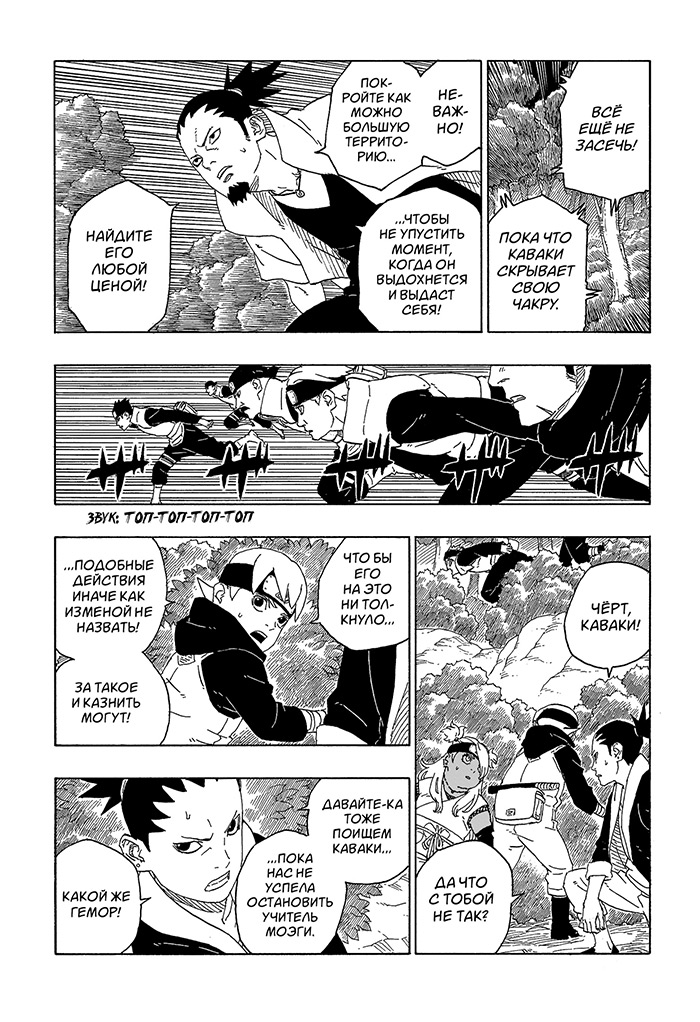 ВСЁ
ЕЩЁ НЕ
ЗАСЕЧЬ!
ПОКА ЧТО
КАВАКИ
СКРЫВАЕТ
СВОЮ
ЧАКРУ.
НЕ-
ВАЖ-
НО!
ПОК-
РОЙТЕ КАК
МОЖНО
БОЛЬШУЮ
ТЕРРИТО-
РИЮ...
...ЧТОБЫ
НЕ УПУСТИТЬ
МОМЕНТ,
КОГДА ОН
ВЫДОХНЕТСЯ
И ВЫДАСТ
СЕБЯ!
НАЙДИТЕ
ЕГО
ЛЮБОЙ
ЦЕНОЙ!
ЗВУК: ТОП-ТОП-ТОП-ТОП
ЧЁРТ,
КАВАКИ!
ДА ЧТО
С ТОБОЙ
НЕ ТАК?
ЧТО БЫ
ЕГО
НА ЭТО
НИ ТОЛ-
КНУЛО...
...ПОДОБНЫЕ
ДЕЙСТВИЯ
ИНАЧЕ КАК
ИЗМЕНОЙ НЕ
НАЗВАТЬ!
ЗА ТАКОЕ
И КАЗНИТЬ
МОГУТ!
ДАВАЙТЕ-КА
ТОЖЕ
ПОИЩЕМ
КАВАКИ...
...ПОКА
НАС НЕ
УСПЕЛА
ОСТАНОВИТЬ
УЧИТЕЛЬ
МОЭГИ.
КАКОЙ ЖЕ
ГЕМОР!